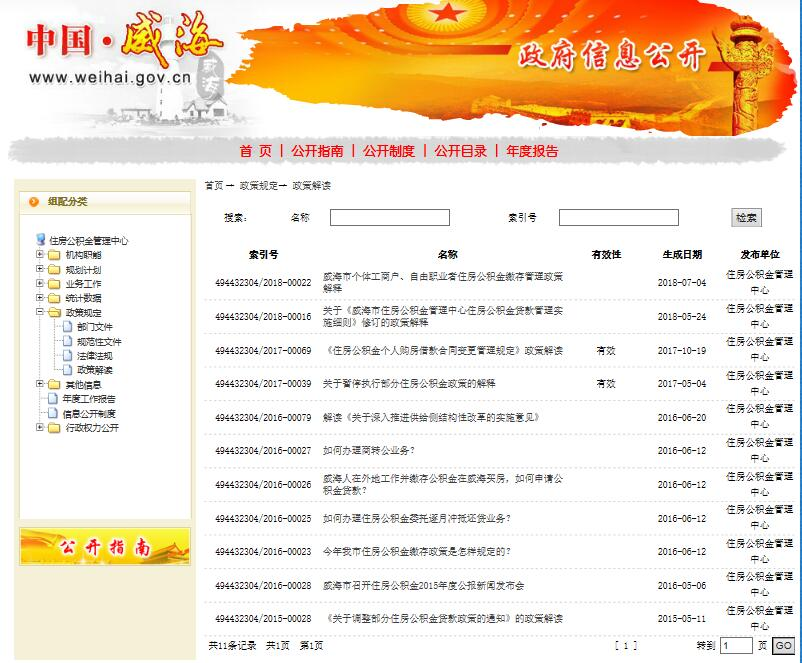 中国·威海
www.weihai.gov.cn
政府信息公开
首 页 | 公开指南 | 公开制度 | 公开目录 | 年度报告
组配分类
住房公积金管理中心
机构职能
规划计划
业务工作
统计数据
政策规定
部门文件
规范性文件
法律法规
政策解读
其他信息
年度工作报告
信息公开制度
行政权力公开
公开指南
首页→ 政策规定→ 政策解读
搜索: 名称 索引号 检索
索引号 名称 有效性 生成日期 发布单位
494432304/2018-00022 威海市个体工商户、自由职业者住房公积金缴存管理政策解释 2018-07-04 住房公积金管理中心
494432304/2018-00016 关于《威海市住房公积金管理中心住房公积金贷款管理实施细则》修订的政策解释 2018-05-24 住房公积金管理中心
494432304/2017-00069 《住房公积金个人购房借款合同变更管理规定》政策解读 有效 2017-10-19 住房公积金管理中心
494432304/2017-00039 关于暂停执行部分住房公积金政策的解释 有效 2017-05-04 住房公积金管理中心
494432304/2016-00079 解读《关于深入推进供给侧结构性改革的实施意见》 2016-06-20 住房公积金管理中心
494432304/2016-00027 如何办理商转公业务? 2016-06-12 住房公积金管理中心
494432304/2016-00026 威海人在外地工作并缴存公积金在威海买房,如何申请公积金贷款? 2016-06-12 住房公积金管理中心
494432304/2016-00025 如何办理住房公积金委托逐月冲抵还贷业务? 2016-06-12 住房公积金管理中心
494432304/2016-00023 今年我市住房公积金缴存政策是怎样规定的? 2016-06-12 住房公积金管理中心
494432304/2016-00028 威海市召开住房公积金2015年度公报新闻发布会 2016-05-06 住房公积金管理中心
494432304/2015-00028 《关于调整部分住房公积金贷款政策的通知》的政策解读 2015-05-11 住房公积金管理中心
共11条记录 共1页 第1页 [ 1 ] 转到 1 页 GO